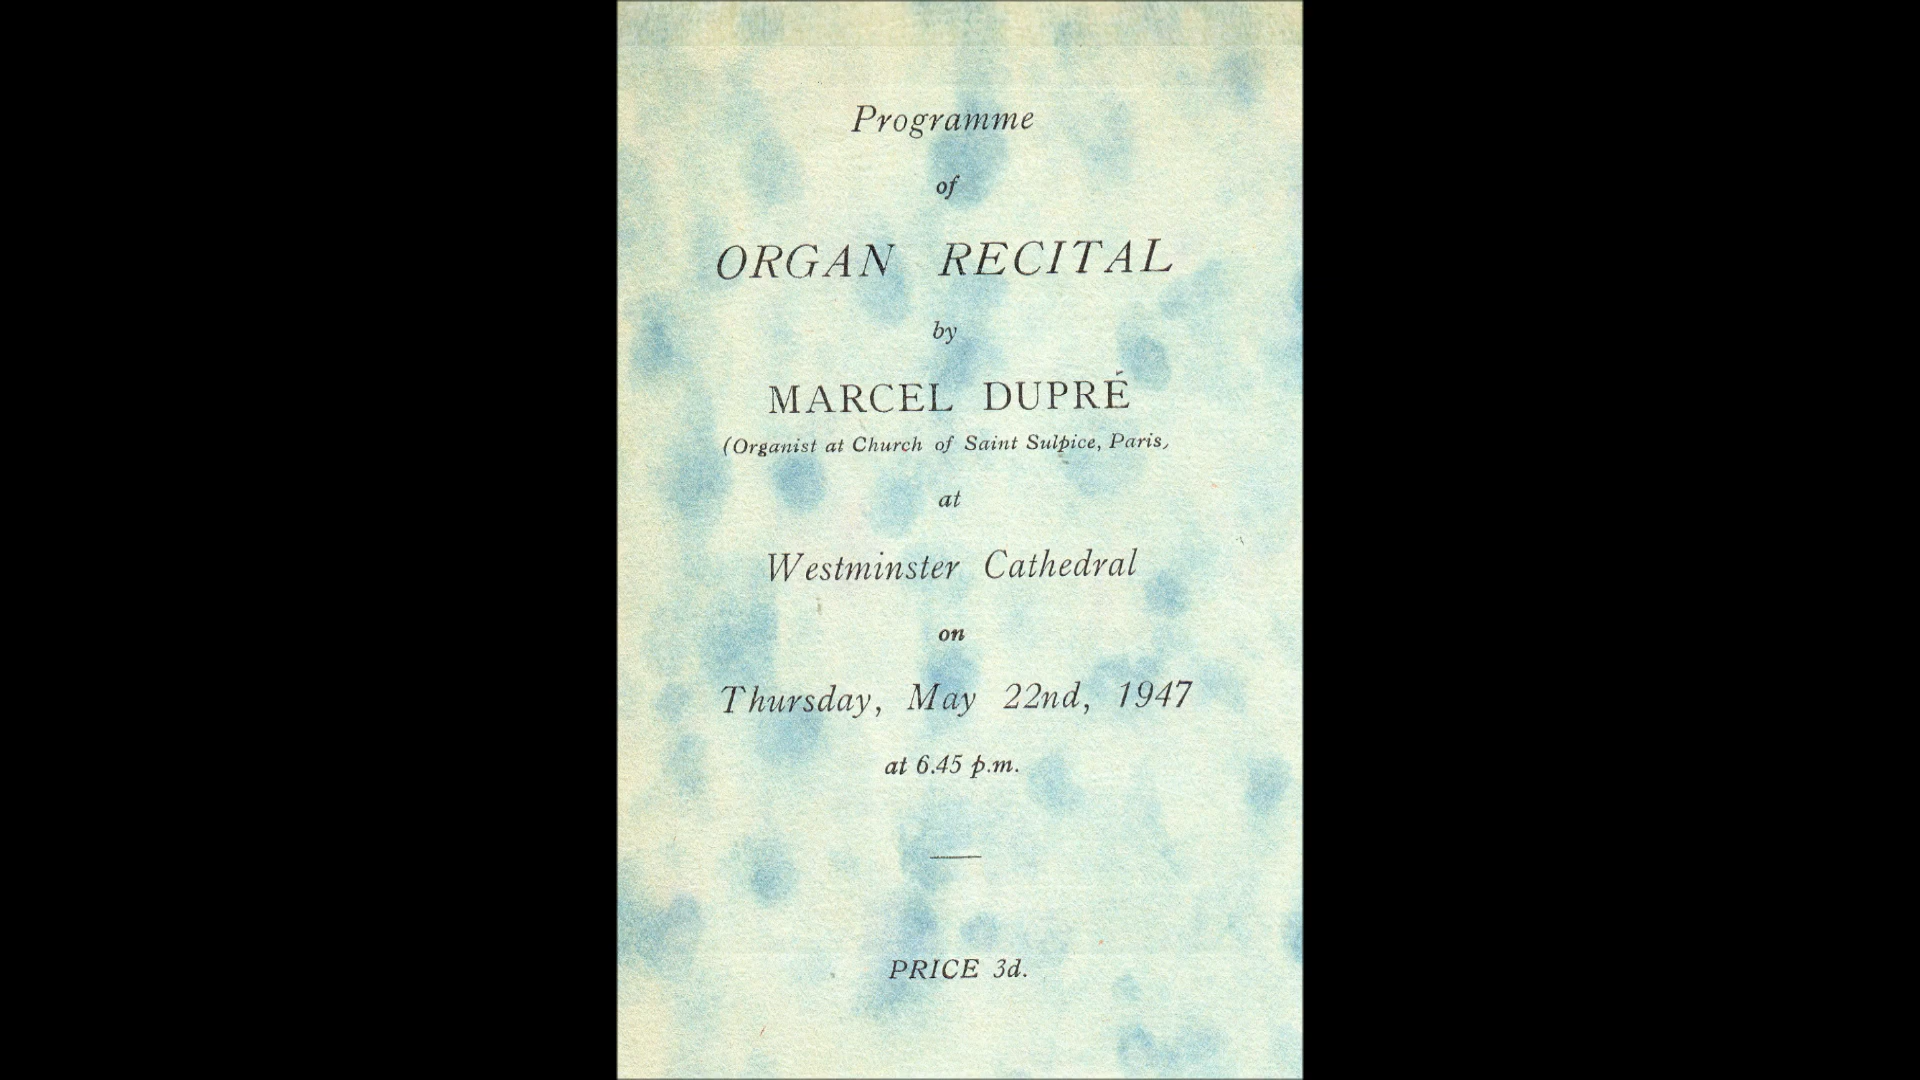 Programme
of
ORGAN RECITAL
by
MARCEL DUPRÉ
(Organist at Church of Saint Sulpice, Paris,
at
Westminster Cathedral
on
Thursday, May 22nd, 1947
at 6.45 p.m.
PRICE 3d.